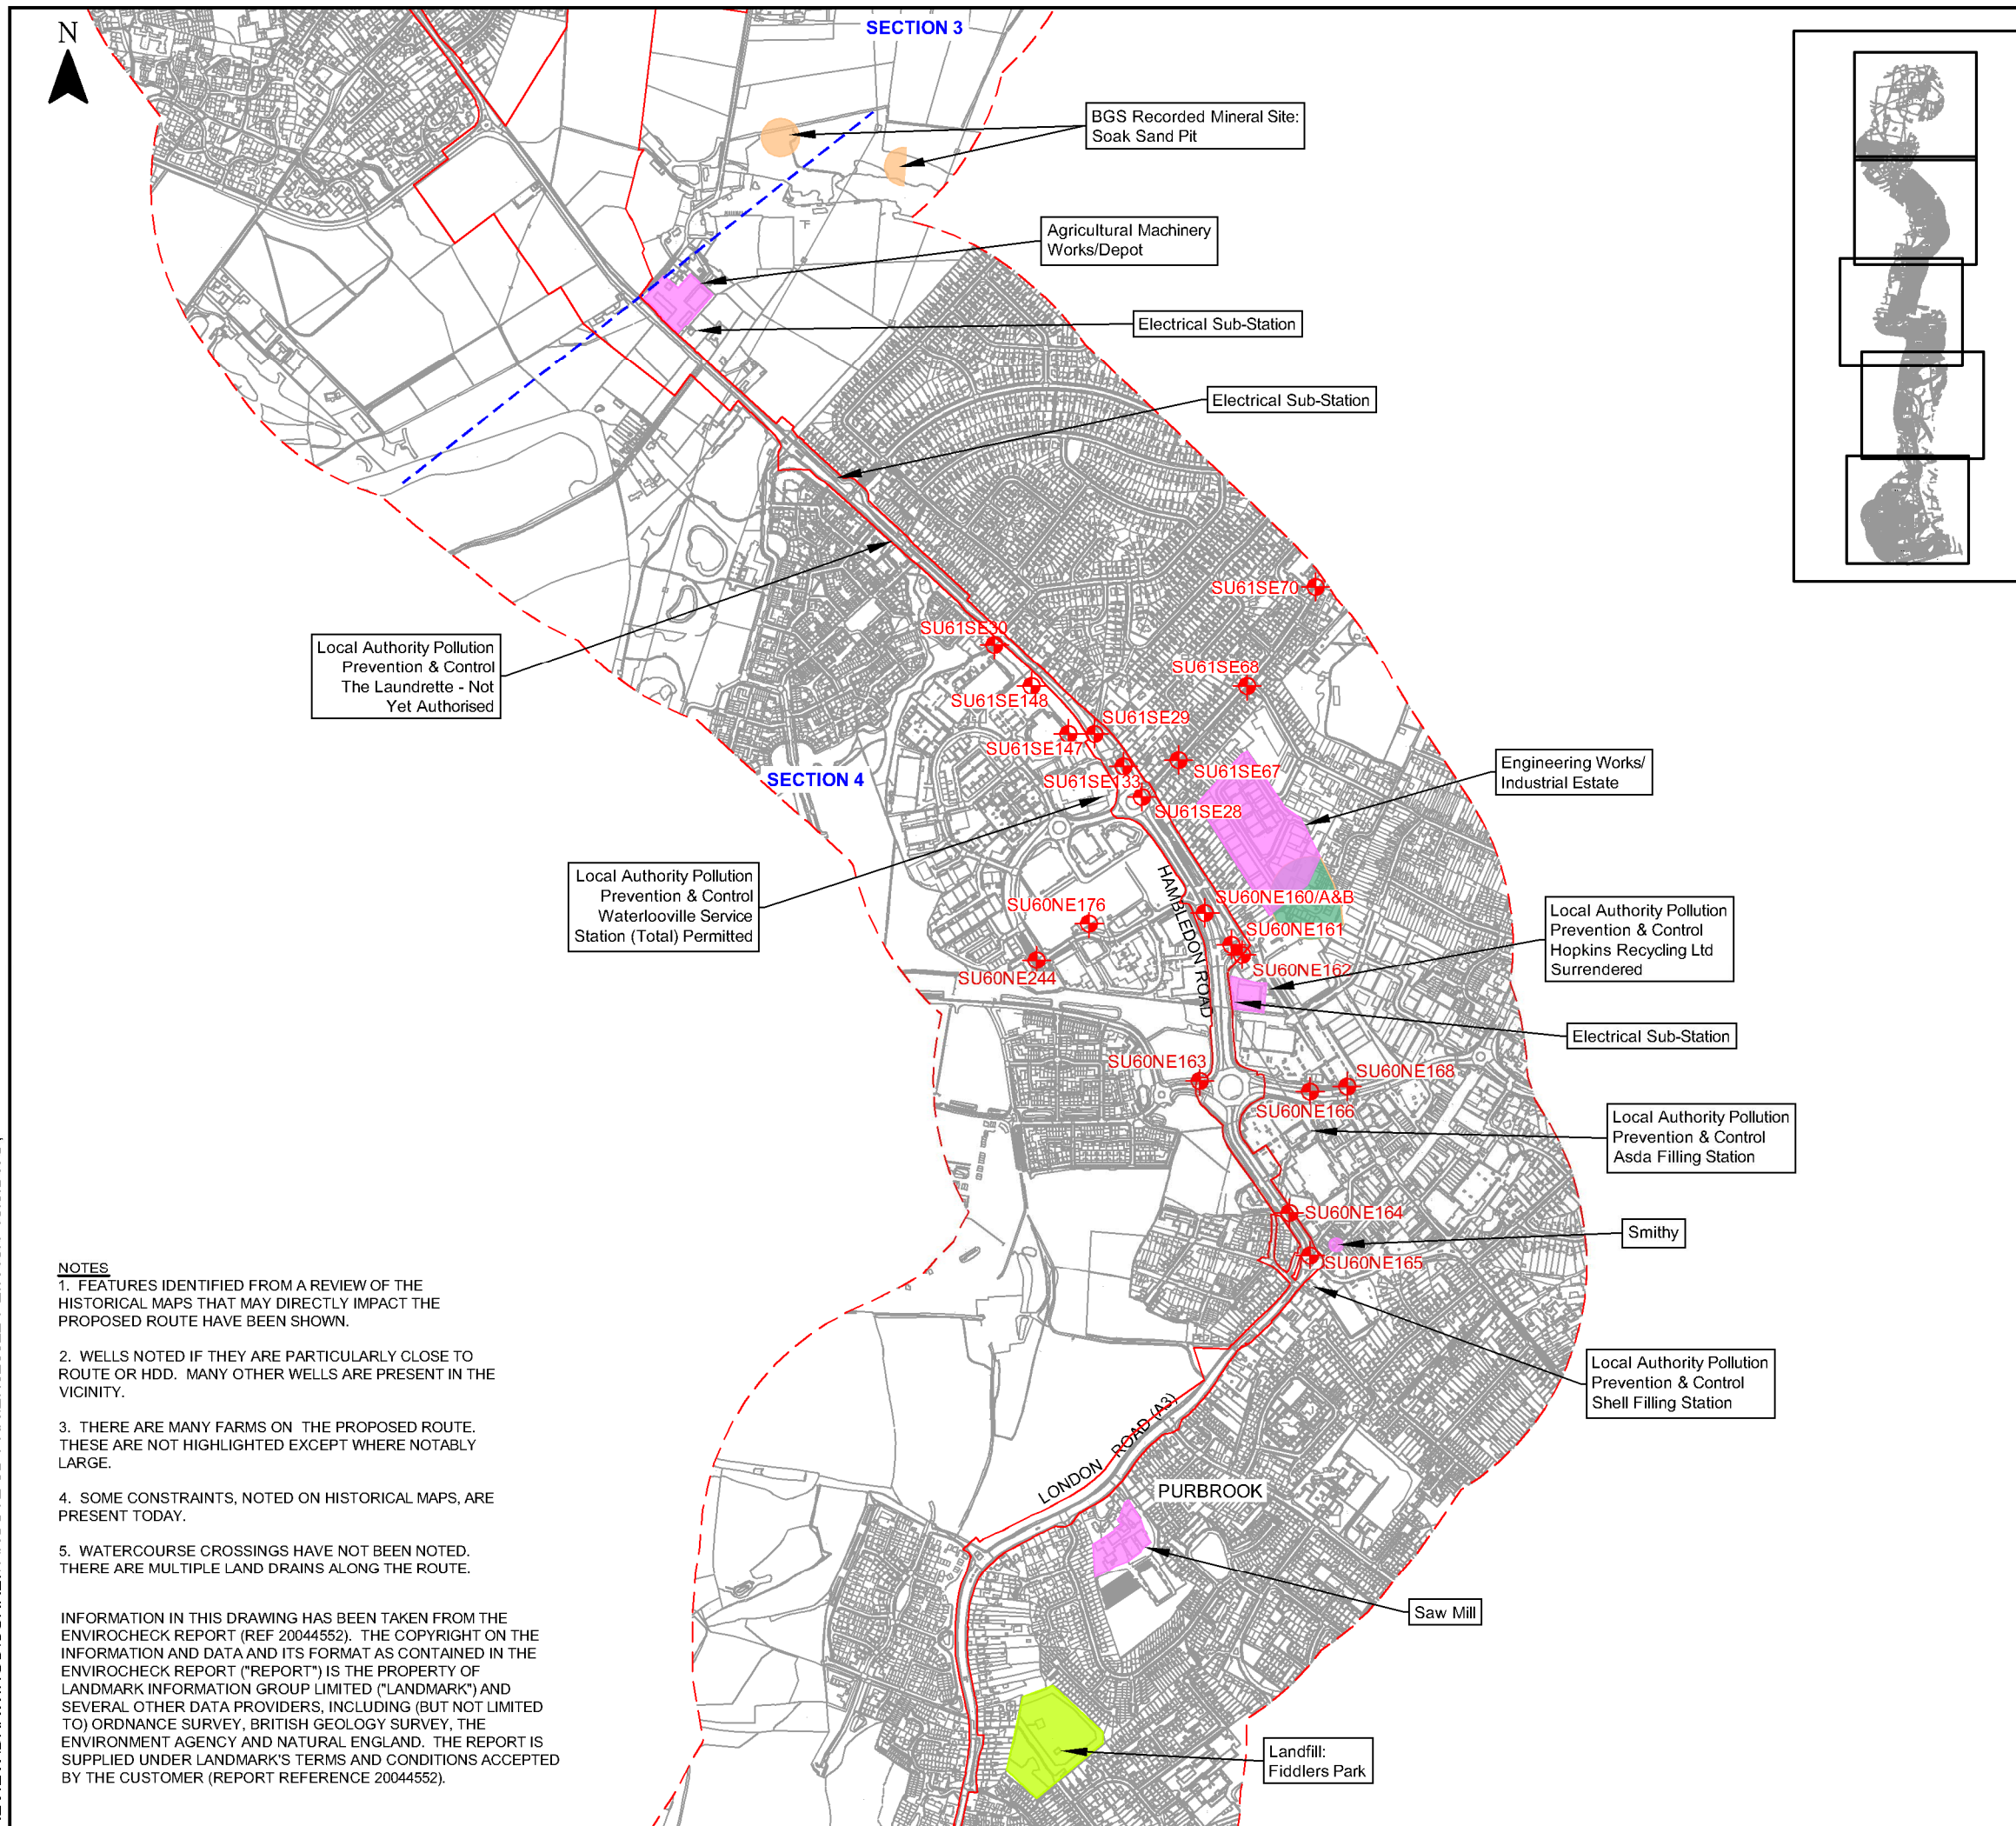 SECTION 3
N
BGS Recorded Mineral Site:
Soak Sand Pit
Agricultural Machinery
Works/Depot
Electrical Sub-Station
Electrical Sub-Station
SU61SE70
SU61SE30
Local Authority Pollution
Prevention & Control
The Laundrette - Not
Yet Authorised
SU61SE68
SU61SE148
SU61SE29
SU61SE147
SU61SE67
SECTION 4
SU61SE133
SU61SE28
Engineering Works/
Industrial Estate
Local Authority Pollution
Prevention & Control
Waterlooville Service
Station (Total) Permitted
HAMBLEDON ROAD
SU60NE176
SU60NE160/A&B
SU60NE161
SU60NE162
SU60NE244
Local Authority Pollution
Prevention & Control
Hopkins Recycling Ltd
Surrendered
Electrical Sub-Station
SU60NE163
SU60NE168
SU60NE166
Local Authority Pollution
Prevention & Control
Asda Filling Station
SU60NE164
Smithy
SU60NE165
Local Authority Pollution
Prevention & Control
Shell Filling Station
LONDON ROAD (A3)
PURBROOK
Saw Mill
Landfill:
Fiddlers Park
NOTES
1. FEATURES IDENTIFIED FROM A REVIEW OF THE
HISTORICAL MAPS THAT MAY DIRECTLY IMPACT THE
PROPOSED ROUTE HAVE BEEN SHOWN.
2. WELLS NOTED IF THEY ARE PARTICULARLY CLOSE TO
ROUTE OR HDD. MANY OTHER WELLS ARE PRESENT IN THE
VICINITY.
3. THERE ARE MANY FARMS ON THE PROPOSED ROUTE.
THESE ARE NOT HIGHLIGHTED EXCEPT WHERE NOTABLY
LARGE.
4. SOME CONSTRAINTS, NOTED ON HISTORICAL MAPS, ARE
PRESENT TODAY.
5. WATERCOURSE CROSSINGS HAVE NOT BEEN NOTED.
THERE ARE MULTIPLE LAND DRAINS ALONG THE ROUTE.
INFORMATION IN THIS DRAWING HAS BEEN TAKEN FROM THE
ENVIROCHECK REPORT (REF 20044552). THE COPYRIGHT ON THE
INFORMATION AND DATA AND ITS FORMAT AS CONTAINED IN THE
ENVIROCHECK REPORT ("REPORT") IS THE PROPERTY OF
LANDMARK INFORMATION GROUP LIMITED ("LANDMARK") AND
SEVERAL OTHER DATA PROVIDERS, INCLUDING (BUT NOT LIMITED
TO) ORDNANCE SURVEY, BRITISH GEOLOGY SURVEY, THE
ENVIRONMENT AGENCY AND NATURAL ENGLAND. THE REPORT IS
SUPPLIED UNDER LANDMARK'S TERMS AND CONDITIONS ACCEPTED
BY THE CUSTOMER (REPORT REFERENCE 20044552).